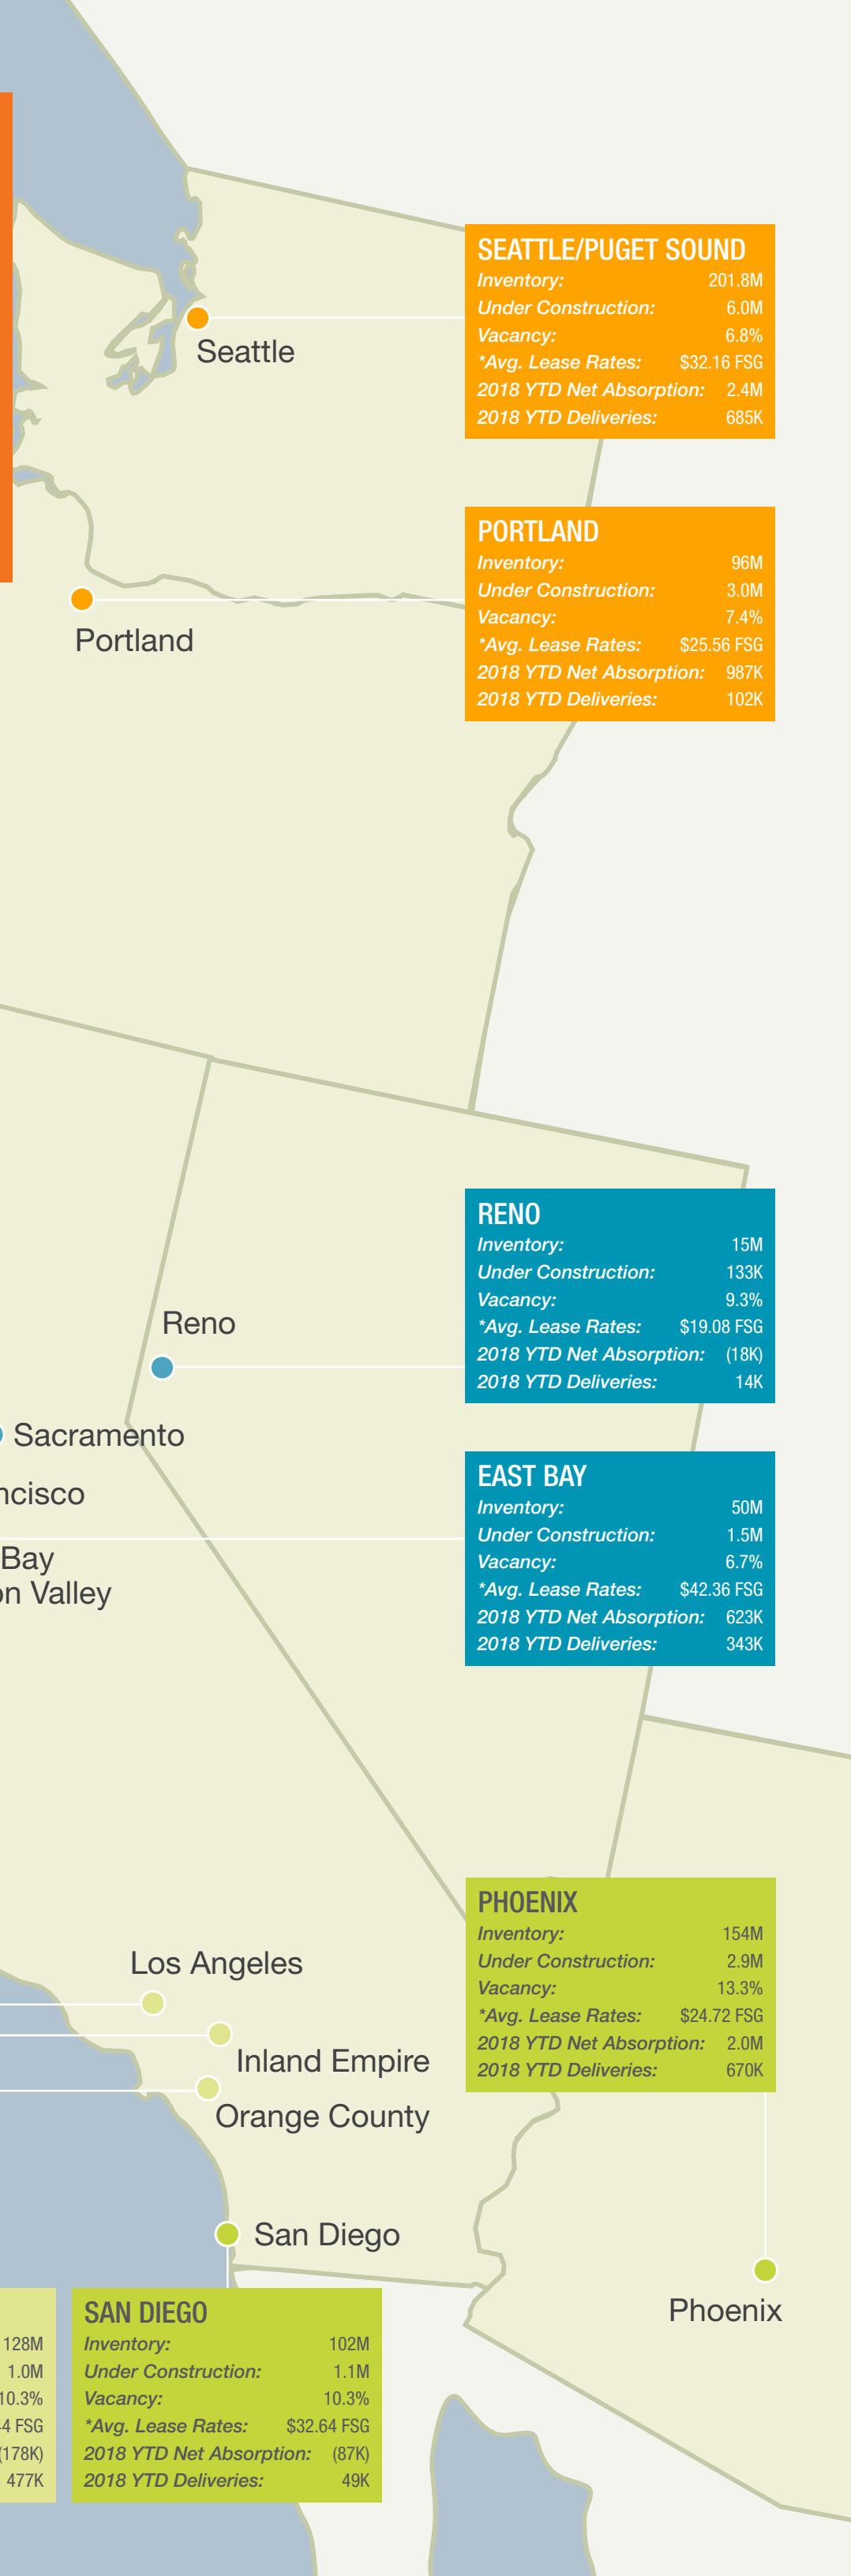 SEATTLE/PUGET SOUND
Inventory: 201.8M
Under Construction: 6.0M
Vacancy: 6.8%
*Avg. Lease Rates: $32.16 FSG
2018 YTD Net Absorption: 2.4M
2018 YTD Deliveries: 685K
Seattle
PORTLAND
Inventory: 96M
Under Construction: 3.0M
Vacancy: 7.4%
*Avg. Lease Rates: $25.56 FSG
2018 YTD Net Absorption: 987K
2018 YTD Deliveries: 102K
Portland
RENO
Inventory: 15M
Under Construction: 133K
Vacancy: 9.3%
*Avg. Lease Rates: $19.08 FSG
2018 YTD Net Absorption: (18K)
2018 YTD Deliveries: 14K
Reno
Sacramento
ncisco
Bay
on Valley
EAST BAY
Inventory: 50M
Under Construction: 1.5M
Vacancy: 6.7%
*Avg. Lease Rates: $42.36 FSG
2018 YTD Net Absorption: 623K
2018 YTD Deliveries: 343K
PHOENIX
Inventory: 154M
Under Construction: 2.9M
Vacancy: 13.3%
*Avg. Lease Rates: $24.72 FSG
2018 YTD Net Absorption: 2.0M
2018 YTD Deliveries: 670K
Los Angeles
Inland Empire
Orange County
San Diego
Phoenix
128M
1.0M
10.3%
4 FSG
(178K)
477K
SAN DIEGO
Inventory: 102M
Under Construction: 1.1M
Vacancy: 10.3%
*Avg. Lease Rates: $32.64 FSG
2018 YTD Net Absorption: (87K)
2018 YTD Deliveries: 49K